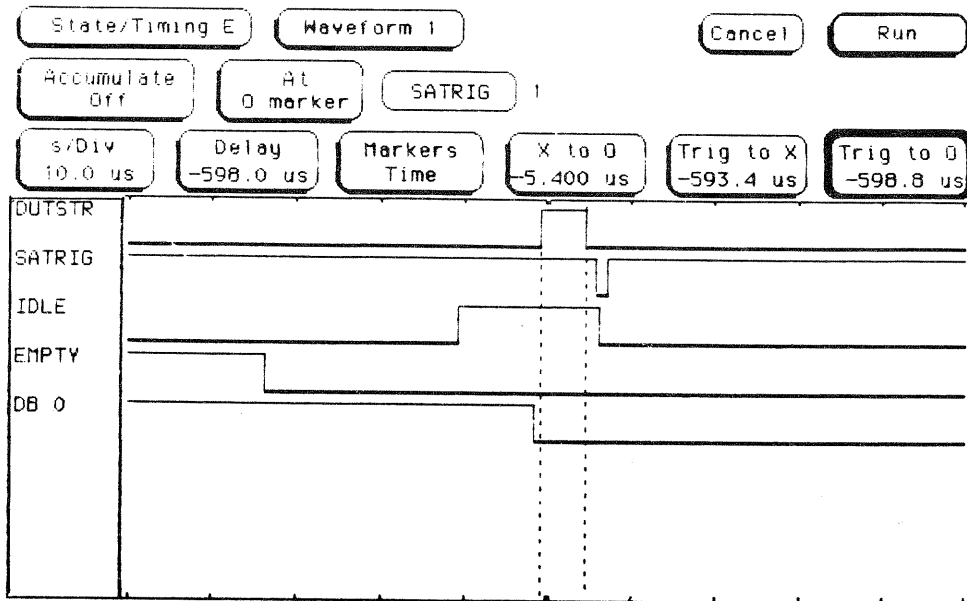 State/Timing E Waveform 1 Cancel Run
Accumulate Off At O marker SATRIG 1
s/Div 10.0 us Delay -598.0 us Markers Time X to O -5.400 us Trig to X -593.4 us Trig to O -598.8 us
DUTSTR
SATRIG
IDLE
EMPTY
DB 0